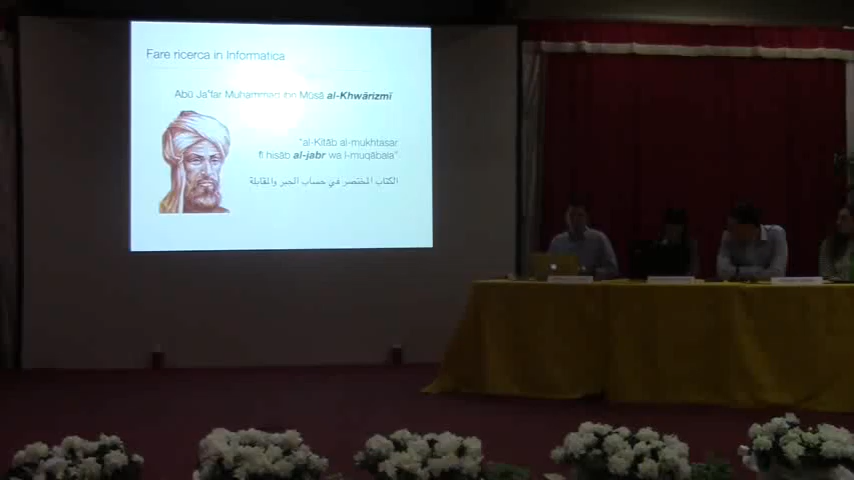 Fare ricerca in Informatica
Abū Ja'far Muhammad ibn Mūsā al-Khwārizmī
"al-Kitāb al-mukhtasar
fī hisāb al-jabr wa l-muqābala"
الكتاب المختصر في حساب الجبر والمقابلة